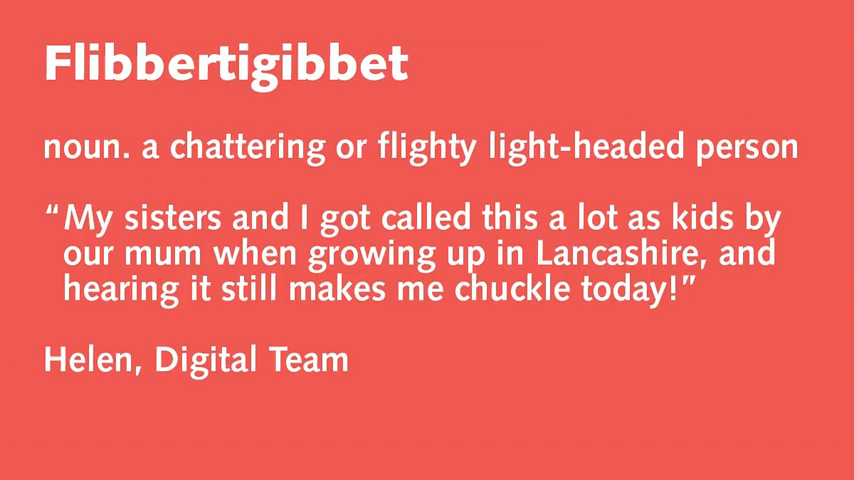 Flibbertigibbet
noun. a chattering or flighty light-headed person
“My sisters and I got called this a lot as kids by
our mum when growing up in Lancashire, and
hearing it still makes me chuckle today!”
Helen, Digital Team